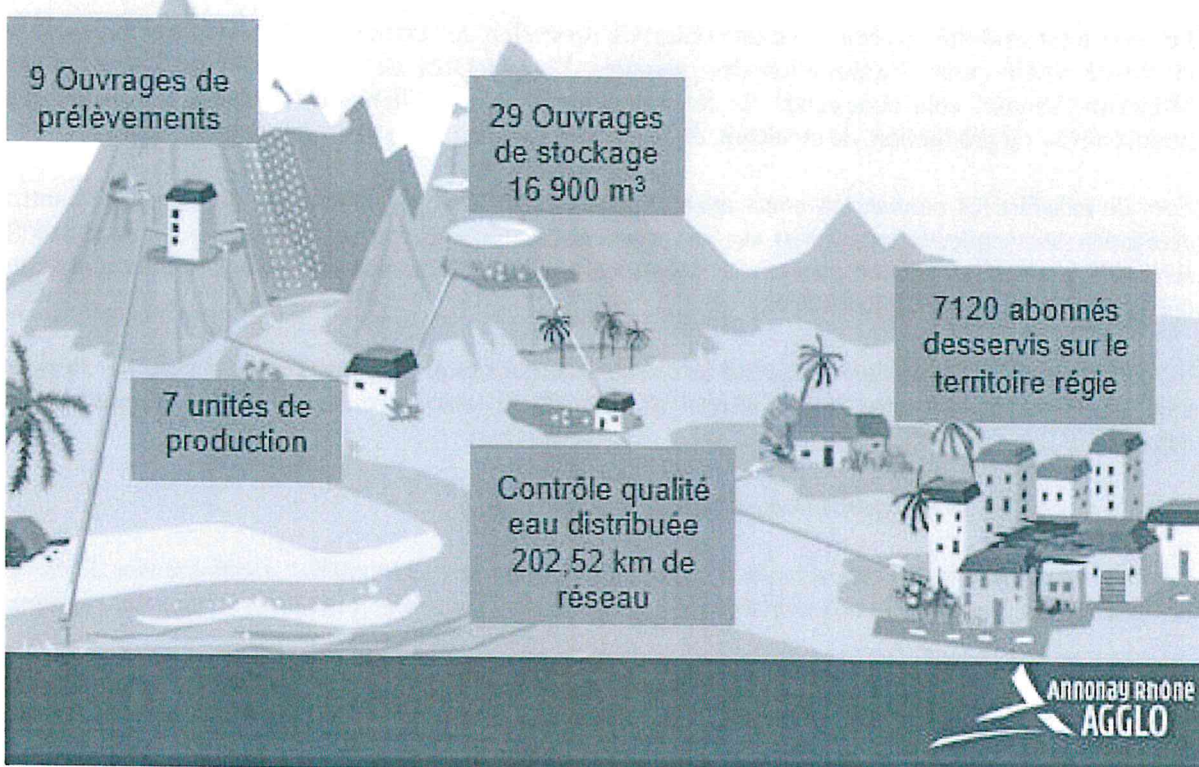 9 Ouvrages de
prélèvements
29 Ouvrages
de stockage
16 900 m³
7120 abonnés
desservis sur le
territoire régie
7 unités de
production
Contrôle qualité
eau distribuée
202,52 km de
réseau
ANNONAY RHÔNE
AGGLO